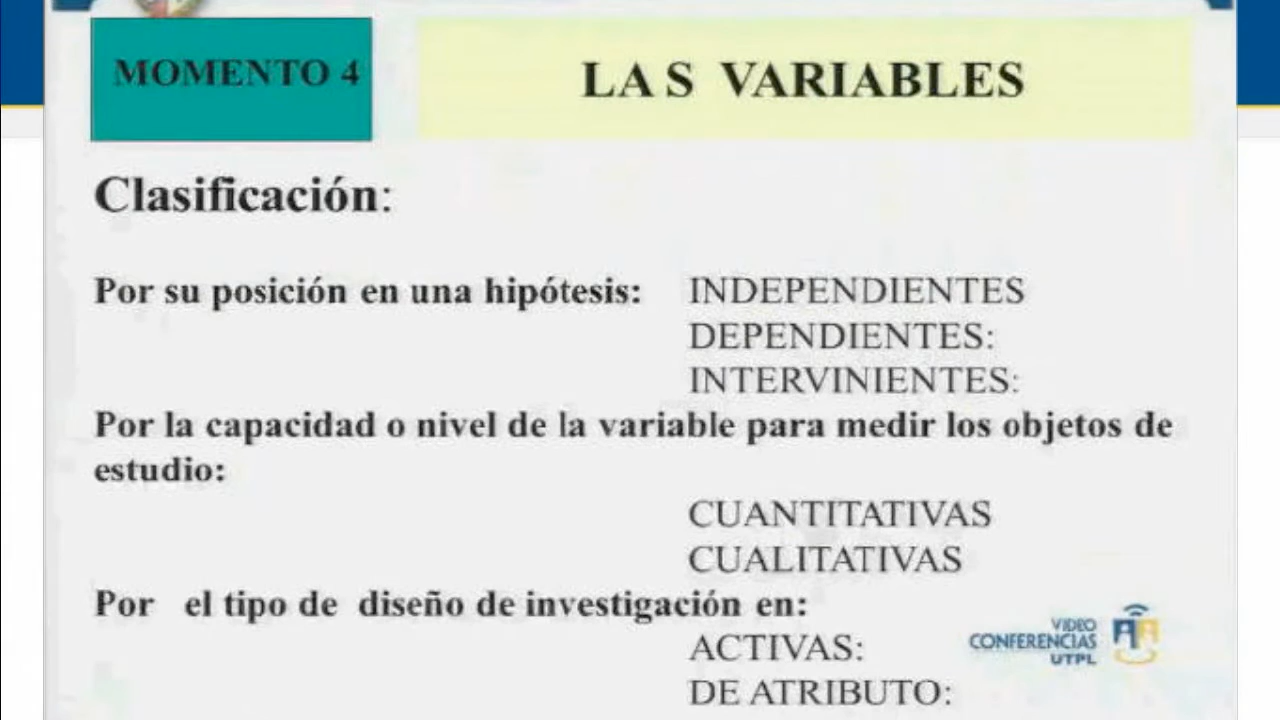 MOMENTO 4
LA S VARIABLES
Clasificación:
Por su posición en una hipótesis: INDEPENDIENTES
DEPENDIENTES:
INTERVINIENTES:
Por la capacidad o nivel de la variable para medir los objetos de
estudio:
CUANTITATIVAS
CUALITATIVAS
Por el tipo de diseño de investigación en:
ACTIVAS:
DE ATRIBUTO:
VIDEO
CONFERENCIAS
UTPL